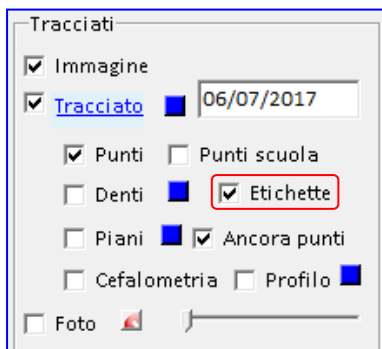 Tracciati
Immagine
Tracciato 06/07/2017
Punti Punti scuola
Denti Etichette
Piani Ancora punti
Cefalometria Profilo
Foto